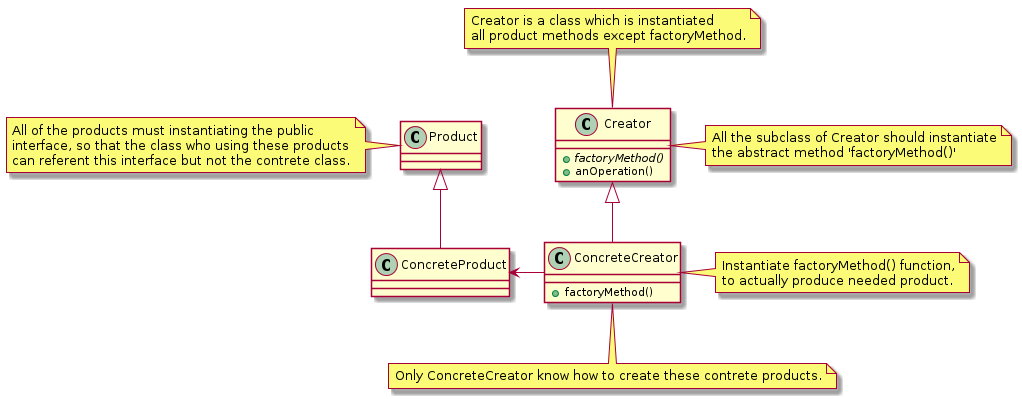 Creator is a class which is instantiated
all product methods except factoryMethod.
All of the products must instantiating the public
interface, so that the class who using these products
can referent this interface but not the contrete class.
C Product
C Creator
factoryMethod()
anOperation()
All the subclass of Creator should instantiate
the abstract method 'factoryMethod()'
C ConcreteProduct
C ConcreteCreator
factoryMethod()
Instantiate factoryMethod() function,
to actually produce needed product.
Only ConcreteCreator know how to create these contrete products.